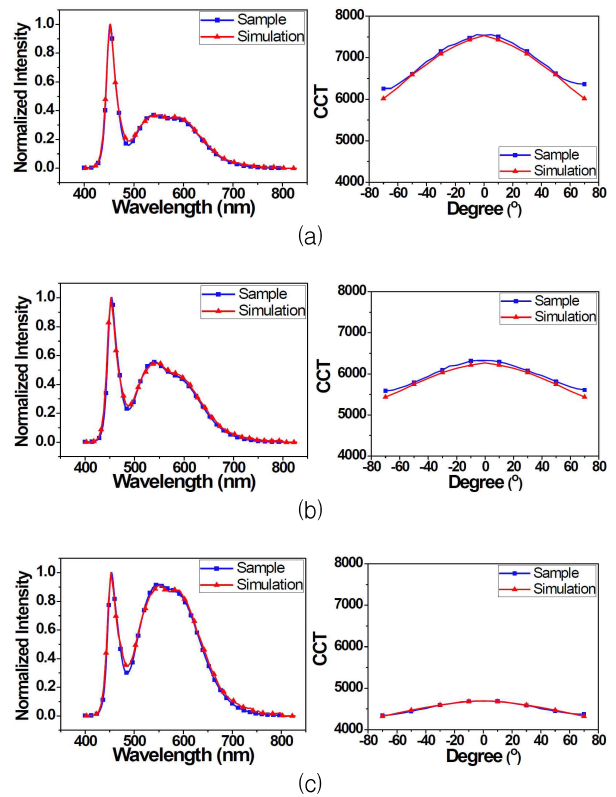 Normalized Intensity
1.0
0.8
0.6
0.4
0.2
0.0
400 500 600 700 800
Wavelength (nm)
Sample
Simulation
CCT
8000
7000
6000
5000
4000
-80 -60 -40 -20 0 20 40 60 80
Degree (º)
Sample
Simulation
(a)
Normalized Intensity
1.0
0.8
0.6
0.4
0.2
0.0
400 500 600 700 800
Wavelength (nm)
Sample
Simulation
CCT
8000
7000
6000
5000
4000
-80 -60 -40 -20 0 20 40 60 80
Degree (º)
Sample
Simulation
(b)
Normalized Intensity
1.0
0.8
0.6
0.4
0.2
0.0
400 500 600 700 800
Wavelength (nm)
Sample
Simulation
CCT
8000
7000
6000
5000
4000
-80 -60 -40 -20 0 20 40 60 80
Degree (º)
Sample
Simulation
(c)